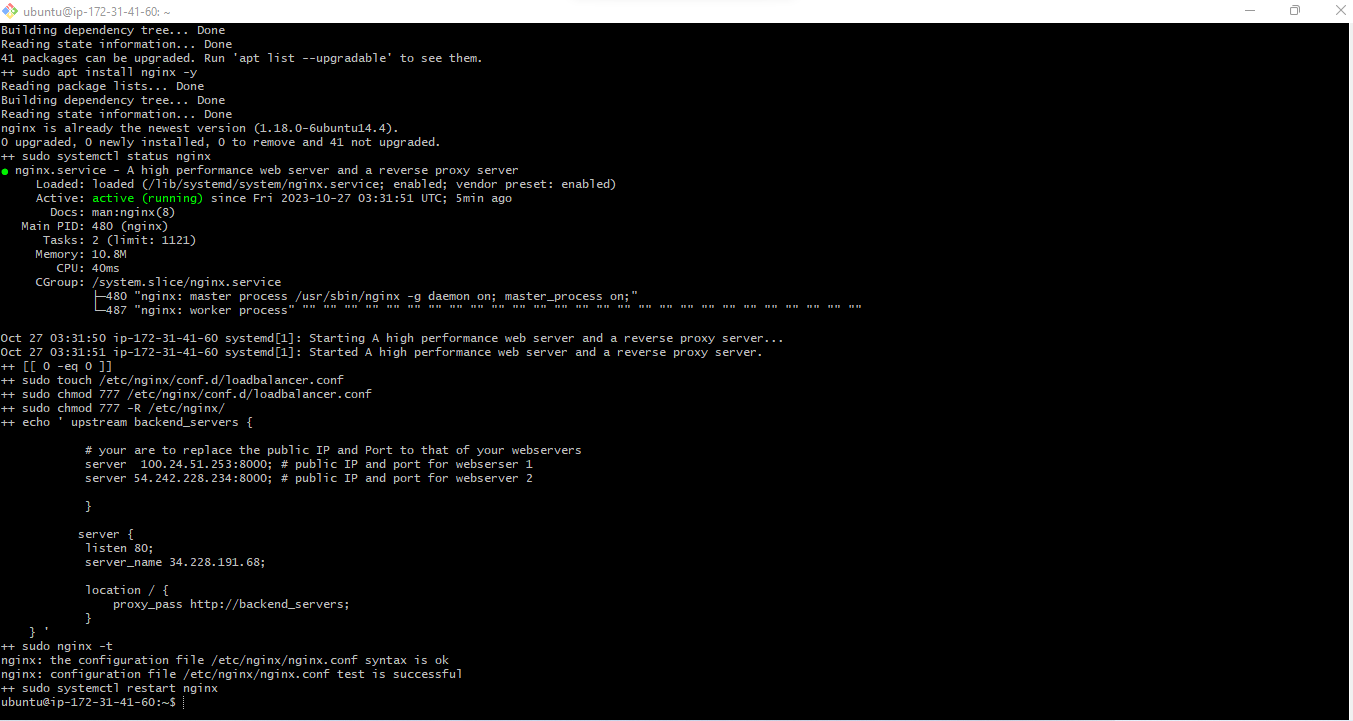 ubuntu@ip-172-31-41-60: ~
Building dependency tree... Done
Reading state information... Done
41 packages can be upgraded. Run 'apt list --upgradable' to see them.
++ sudo apt install nginx -y
Reading package lists... Done
Building dependency tree... Done
Reading state information... Done
nginx is already the newest version (1.18.0-6ubuntu14.4).
0 upgraded, 0 newly installed, 0 to remove and 41 not upgraded.
++ sudo systemctl status nginx
● nginx.service - A high performance web server and a reverse proxy server
     Loaded: loaded (/lib/systemd/system/nginx.service; enabled; vendor preset: enabled)
     Active: active (running) since Fri 2023-10-27 03:31:51 UTC; 5min ago
       Docs: man:nginx(8)
   Main PID: 480 (nginx)
      Tasks: 2 (limit: 1121)
     Memory: 10.8M
        CPU: 40ms
     CGroup: /system.slice/nginx.service
             ├─480 "nginx: master process /usr/sbin/nginx -g daemon on; master_process on;"
             └─487 "nginx: worker process" "" "" "" "" "" "" "" "" "" "" "" "" "" "" "" "" "" "" "" "" "" "" "" "" "" "" ""
Oct 27 03:31:50 ip-172-31-41-60 systemd[1]: Starting A high performance web server and a reverse proxy server...
Oct 27 03:31:51 ip-172-31-41-60 systemd[1]: Started A high performance web server and a reverse proxy server.
++ [[ 0 -eq 0 ]]
++ sudo touch /etc/nginx/conf.d/loadbalancer.conf
++ sudo chmod 777 /etc/nginx/conf.d/loadbalancer.conf
++ sudo chmod 777 -R /etc/nginx/
++ echo ' upstream backend_servers {
            # your are to replace the public IP and Port to that of your webservers
            server  100.24.51.253:8000; # public IP and port for webserser 1
            server 54.242.228.234:8000; # public IP and port for webserver 2
            }
           server {
            listen 80;
            server_name 34.228.191.68;
            location / {
                proxy_pass http://backend_servers;
            }
    } '
++ sudo nginx -t
nginx: the configuration file /etc/nginx/nginx.conf syntax is ok
nginx: configuration file /etc/nginx/nginx.conf test is successful
++ sudo systemctl restart nginx
ubuntu@ip-172-31-41-60:~$